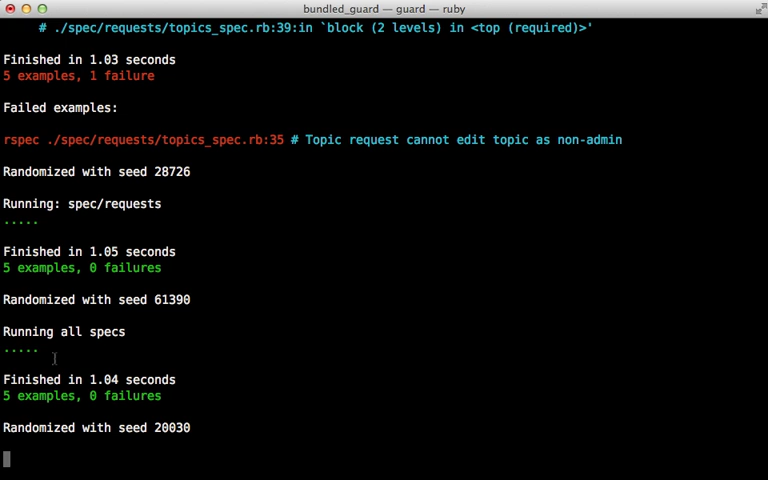 bundled_guard — guard — ruby
# ./spec/requests/topics_spec.rb:39:in `block (2 levels) in <top (required)>'
Finished in 1.03 seconds
5 examples, 1 failure
Failed examples:
rspec ./spec/requests/topics_spec.rb:35 # Topic request cannot edit topic as non-admin
Randomized with seed 28726
Running: spec/requests
.....
Finished in 1.05 seconds
5 examples, 0 failures
Randomized with seed 61390
Running all specs
.....
Finished in 1.04 seconds
5 examples, 0 failures
Randomized with seed 20030